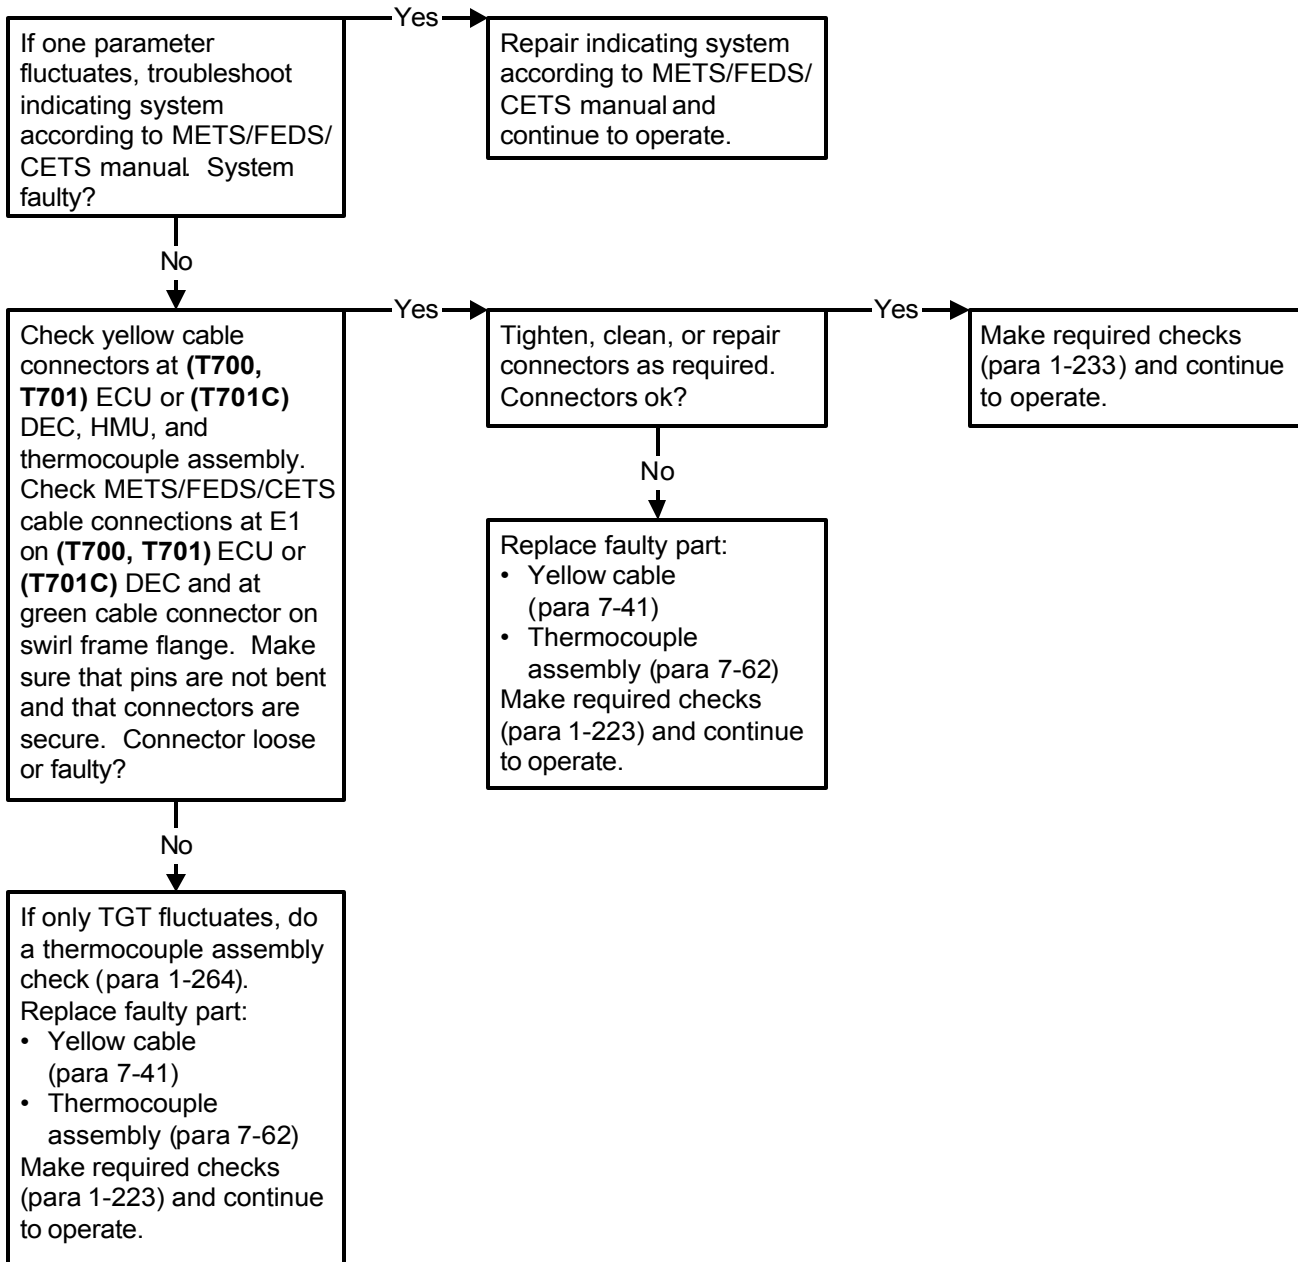 If one parameter
fluctuates, troubleshoot
indicating system
according to METS/FEDS/
CETS manual. System
faulty?
Yes
Repair indicating system
according to METS/FEDS/
CETS manual and
continue to operate.
No
Check yellow cable
connectors at (T700,
T701) ECU or (T701C)
DEC, HMU, and
thermocouple assembly.
Check METS/FEDS/CETS
cable connections at E1
on (T700, T701) ECU or
(T701C) DEC and at
green cable connector on
swirl frame flange. Make
sure that pins are not bent
and that connectors are
secure. Connector loose
or faulty?
Yes
Tighten, clean, or repair
connectors as required.
Connectors ok?
Yes
Make required checks
(para 1-233) and continue
to operate.
No
Replace faulty part:
• Yellow cable
(para 7-41)
• Thermocouple
assembly (para 7-62)
Make required checks
(para 1-223) and continue
to operate.
No
If only TGT fluctuates, do
a thermocouple assembly
check (para 1-264).
Replace faulty part:
• Yellow cable
(para 7-41)
• Thermocouple
assembly (para 7-62)
Make required checks
(para 1-223) and continue
to operate.